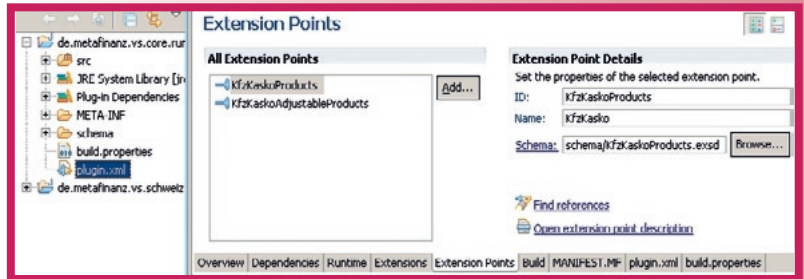 de.metafinanz.vs.core.rur
src
JRE System Library [jr
Plug-in Dependencies
META-INF
schema
build.properties
plugin.xml
de.metafinanz.vs.schweiz
Extension Points
All Extension Points
KfzKaskoProducts
KfzKaskoAdjustableProducts
Add...
Extension Point Details
Set the properties of the selected extension point.
ID: KfzKaskoProducts
Name: KfzKasko
Schema: schema/KfzKaskoProducts.exsd Browse...
Find references
Open extension point description
Overview Dependencies Runtime Extensions Extension Points Build MANIFEST.MF plugin.xml build.properties